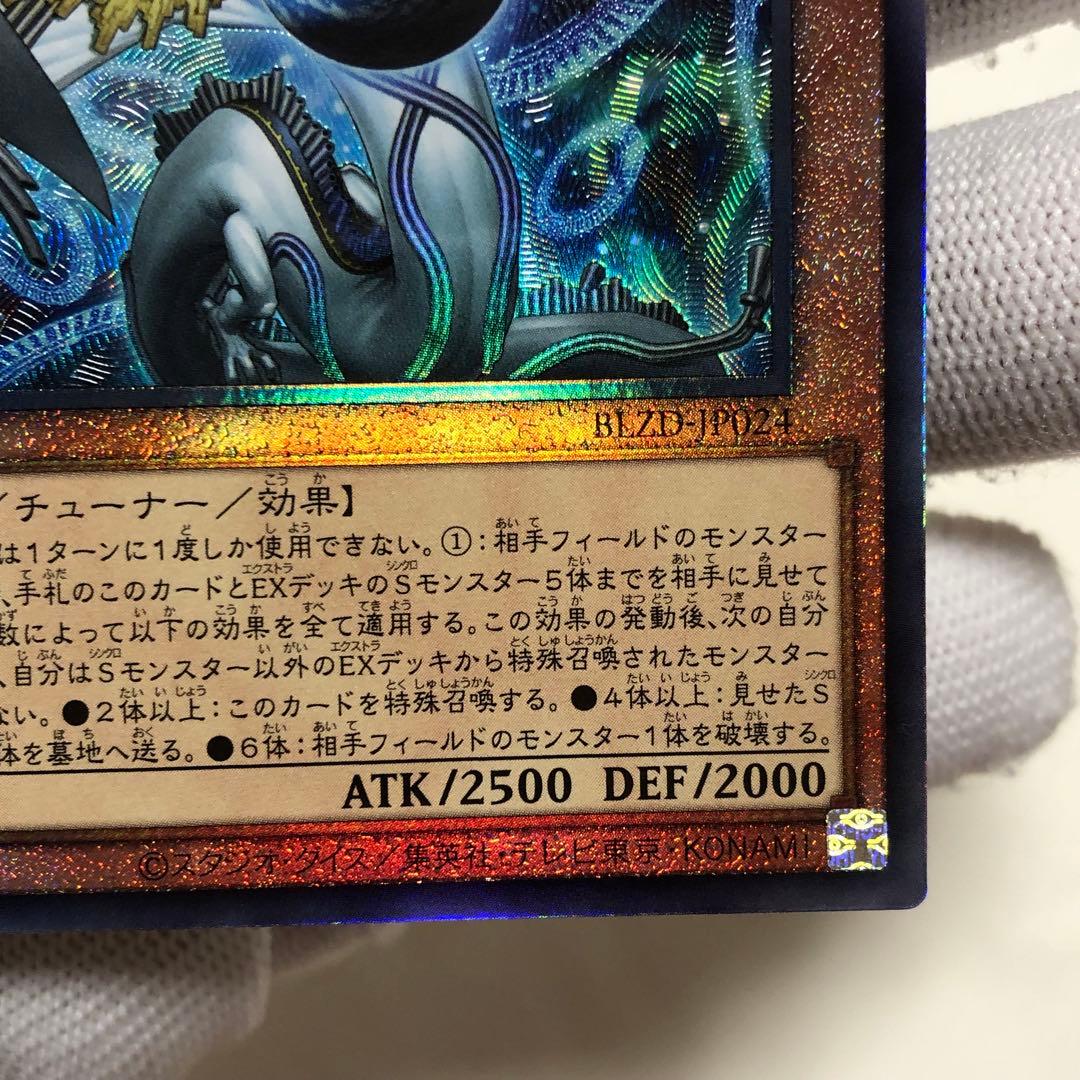 BLZD-JP024
／チューナー／効果】
は１ターンに１度しか使用できない。①：相手フィールドのモンスター
、手札のこのカードとEXデッキのＳモンスター５体までを相手に見せて
数によって以下の効果を全て適用する。この効果の発動後、次の自分
、自分はＳモンスター以外のEXデッキから特殊召喚されたモンスター
ない。●２体以上：このカードを特殊召喚する。●４体以上：見せたＳ
体を墓地へ送る。●６体：相手フィールドのモンスター１体を破壊する。
ATK/2500 DEF/2000
©スタジオ・ダイス／集英社・テレビ東京・KONAMI